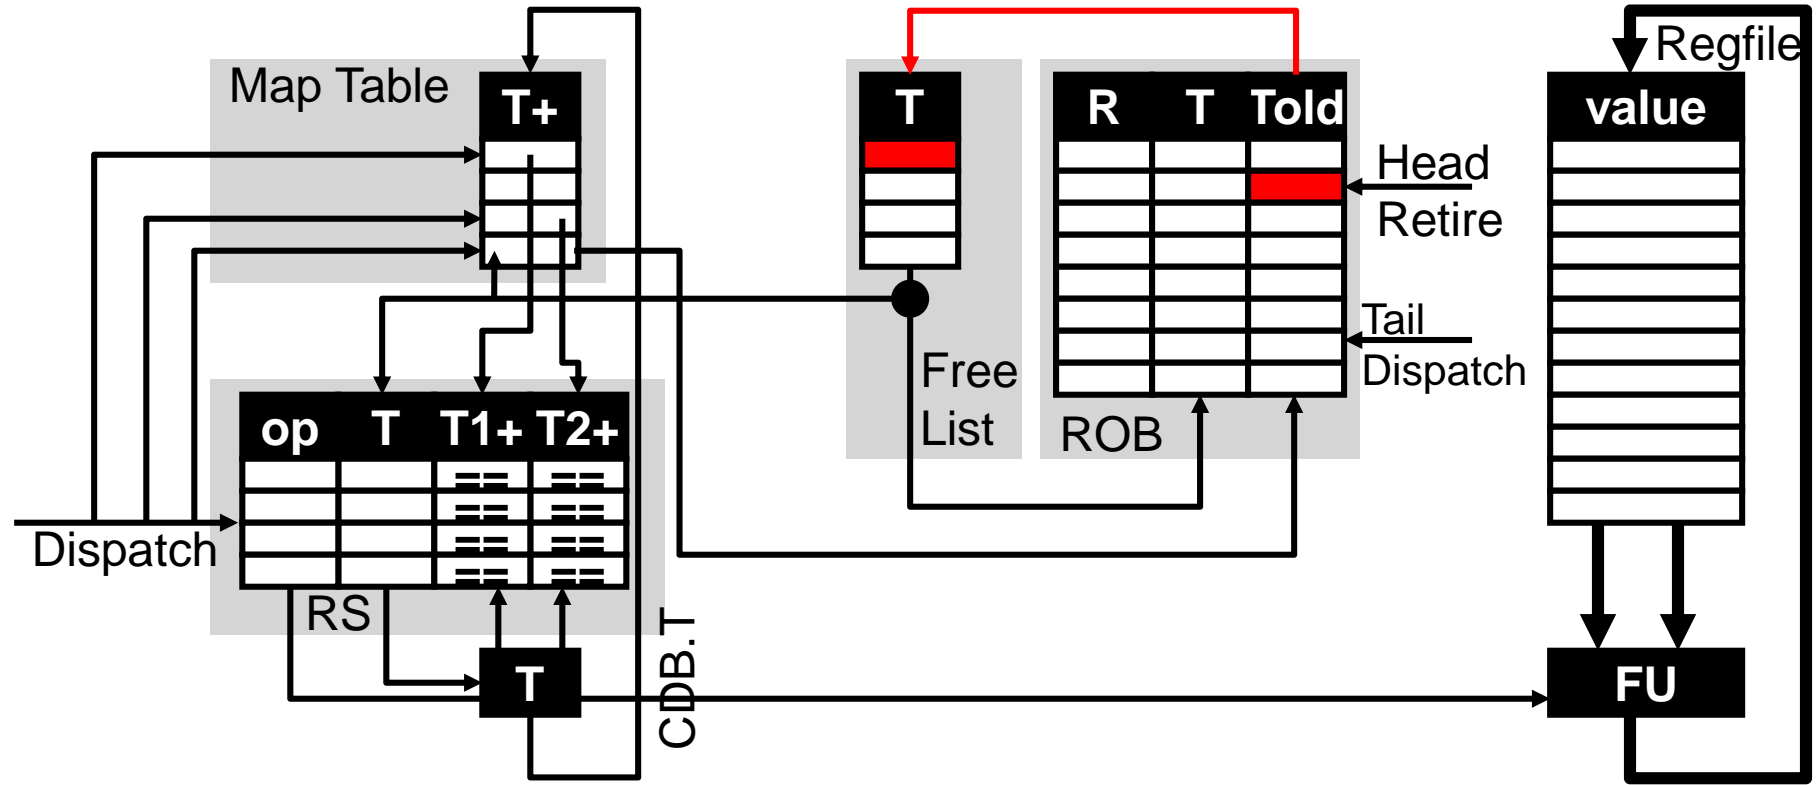 Map Table
T+
T
R T Told
Head
Retire
Tail
Dispatch
Regfile
value
Free
List
ROB
op T T1+ T2+
== ==
== ==
== ==
== ==
Dispatch
RS
CDB.T
T
FU